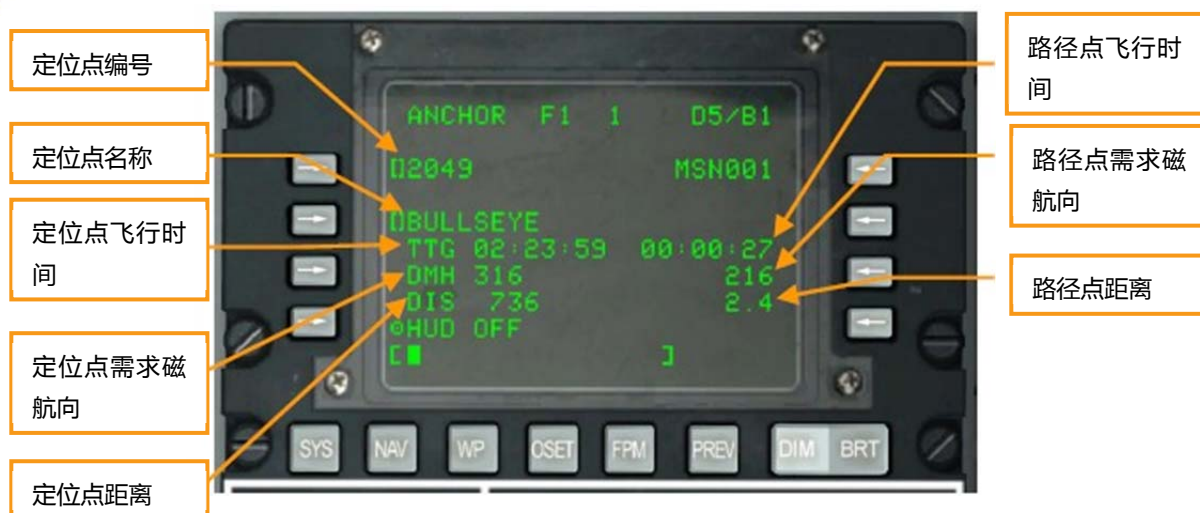 定位点编号
定位点名称
定位点飞行时
间
定位点需求磁
航向
定位点距离
ANCHOR F1 1 D5/B1
[]2049 MSN001
[]BULLSEYE
TTG 02:23:59 00:00:27
DMH 316 216
DIS 736 2.4
HUD OFF
[ ]
SYS NAV WP OSET FPM PREV DIM BRT
路径点飞行时
间
路径点需求磁
航向
路径点距离